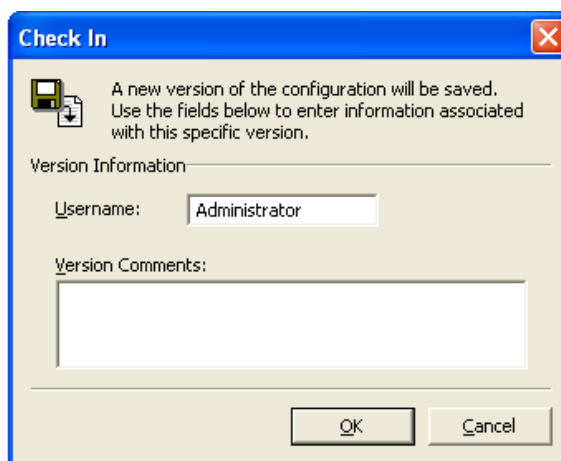 Check In
A new version of the configuration will be saved.
Use the fields below to enter information associated
with this specific version.
Version Information
Username:
Administrator
Version Comments:
OK
Cancel